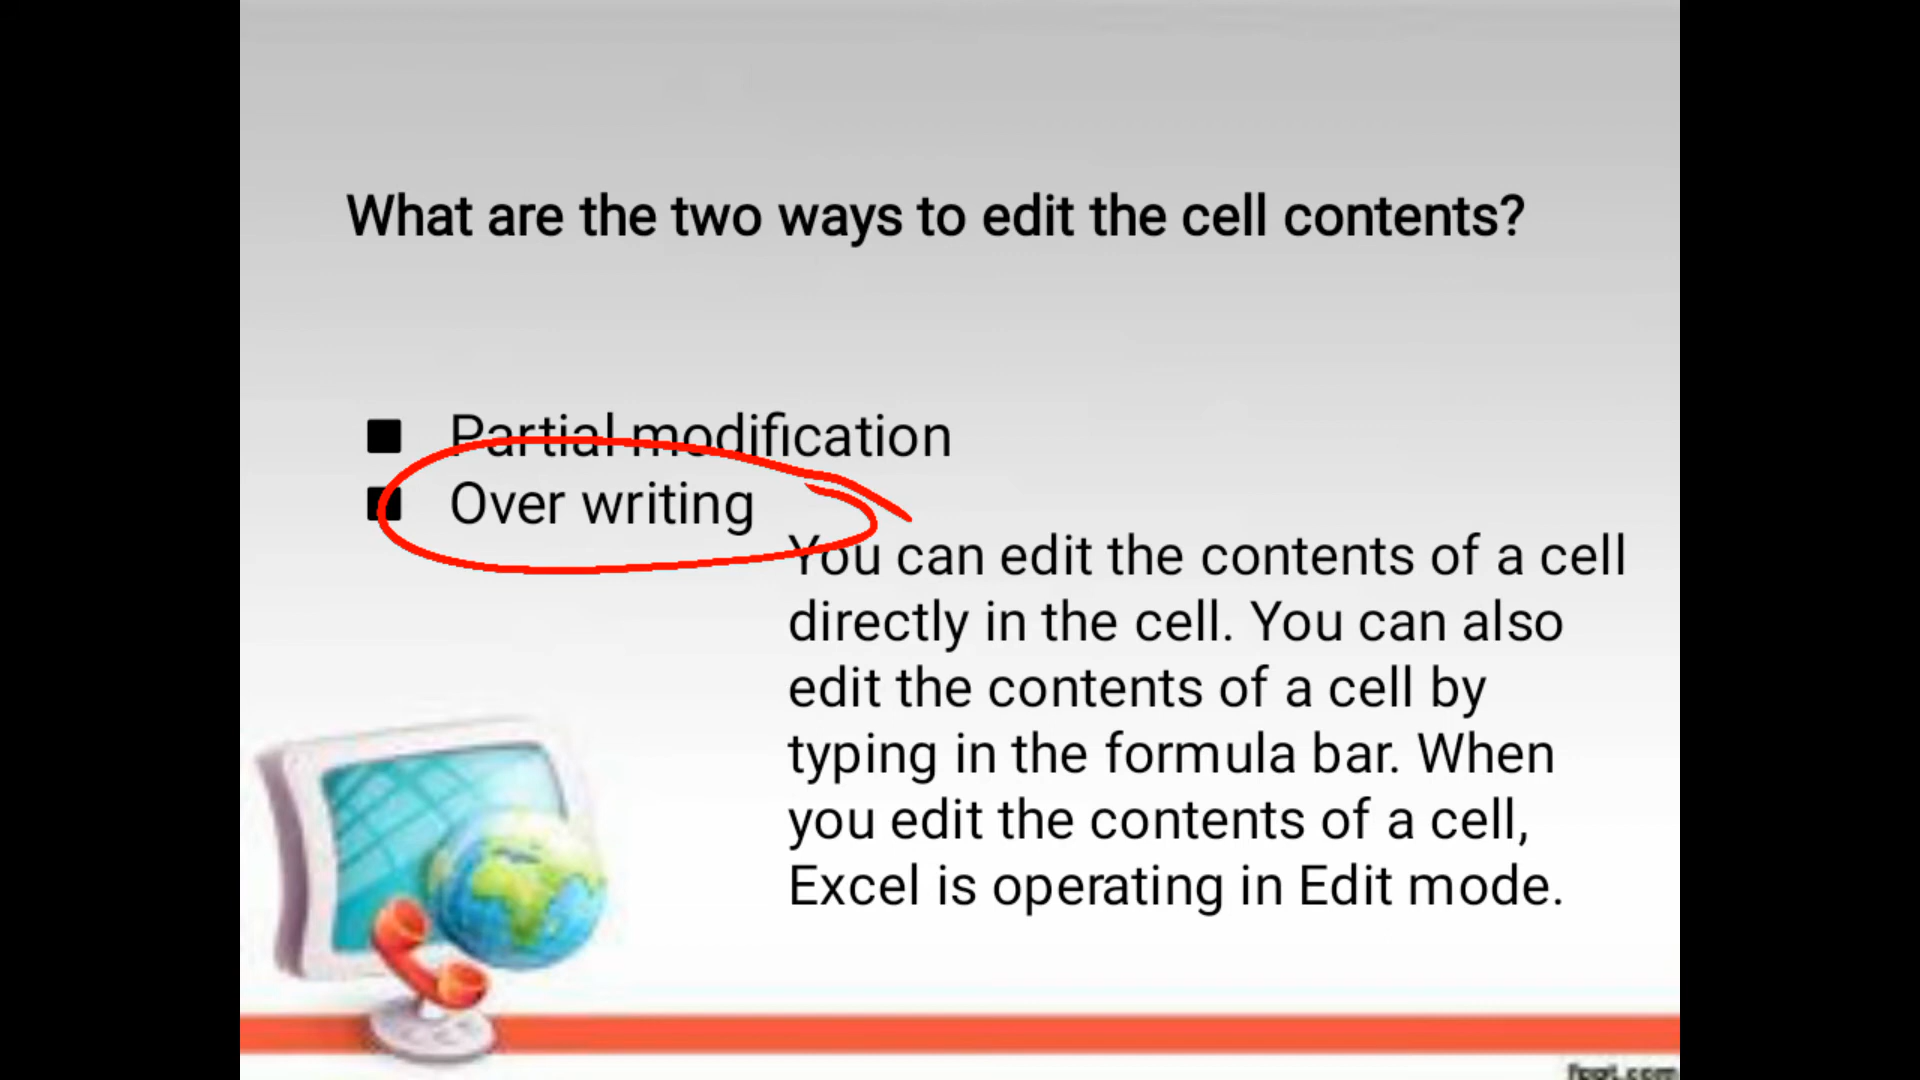 What are the two ways to edit the cell contents?
Partial modification
Over writing
You can edit the contents of a cell
directly in the cell. You can also
edit the contents of a cell by
typing in the formula bar. When
you edit the contents of a cell,
Excel is operating in Edit mode.